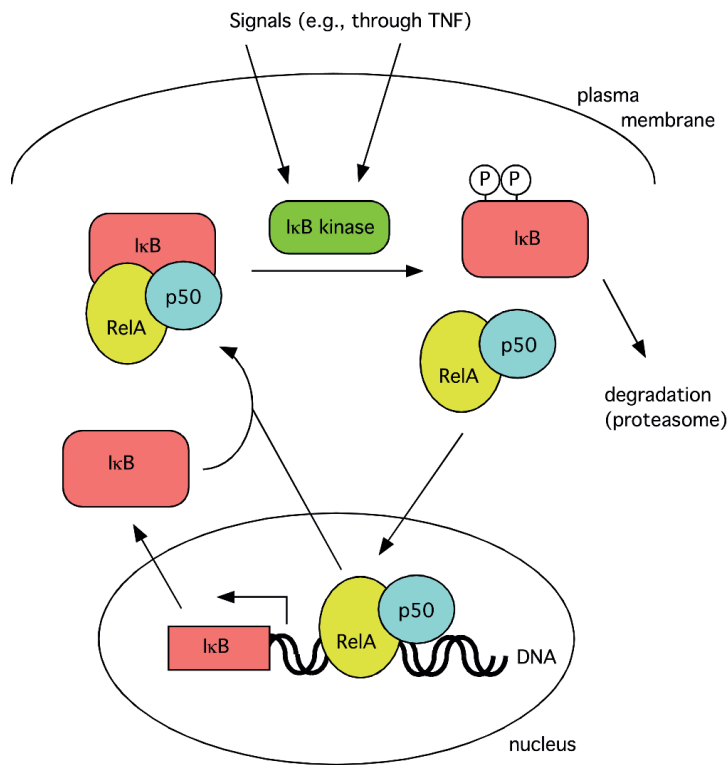 Signals (e.g., through TNF)
plasma
membrane
P P
IκB kinase
IκB
IκB
p50
RelA
p50
RelA
degradation
(proteasome)
IκB
p50
RelA
IκB
DNA
nucleus